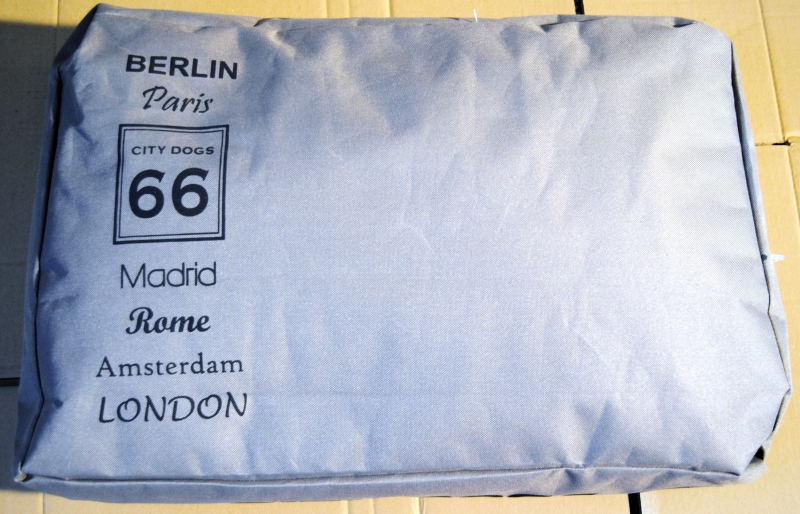 BERLIN
Paris
CITY DOGS
66
Madrid
Rome
Amsterdam
LONDON